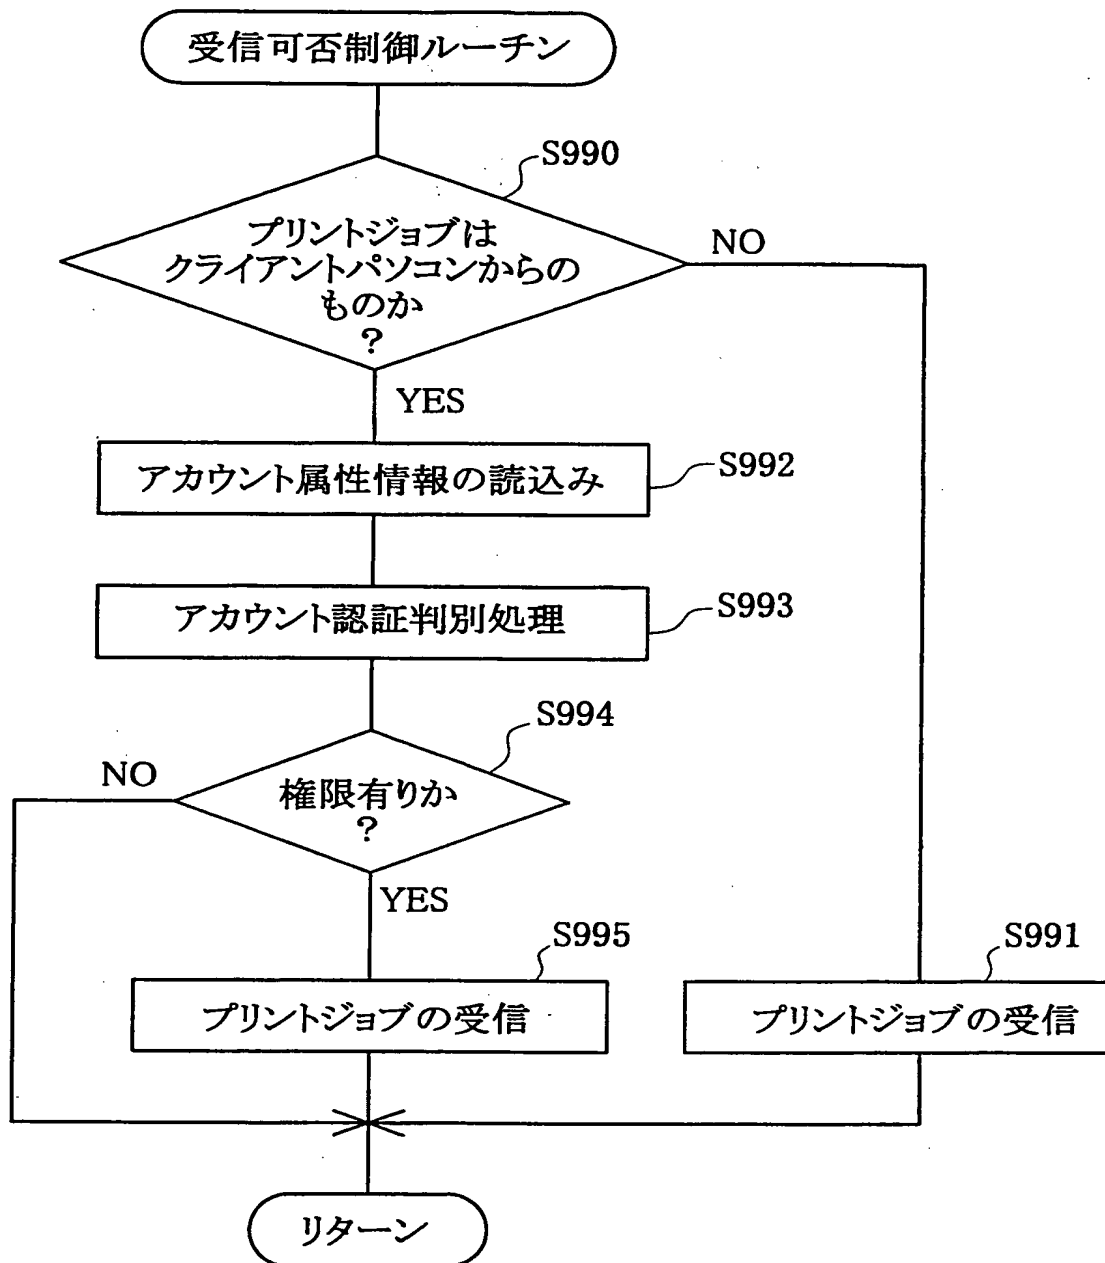 受信可否制御ルーチン
S990
プリントジョブは
クライアントパソコンからの
ものか
?
NO
YES
アカウント属性情報の読込み
S992
アカウント認証判別処理
S993
S994
NO
権限有りか
?
YES
S995
S991
プリントジョブの受信
プリントジョブの受信
リターン